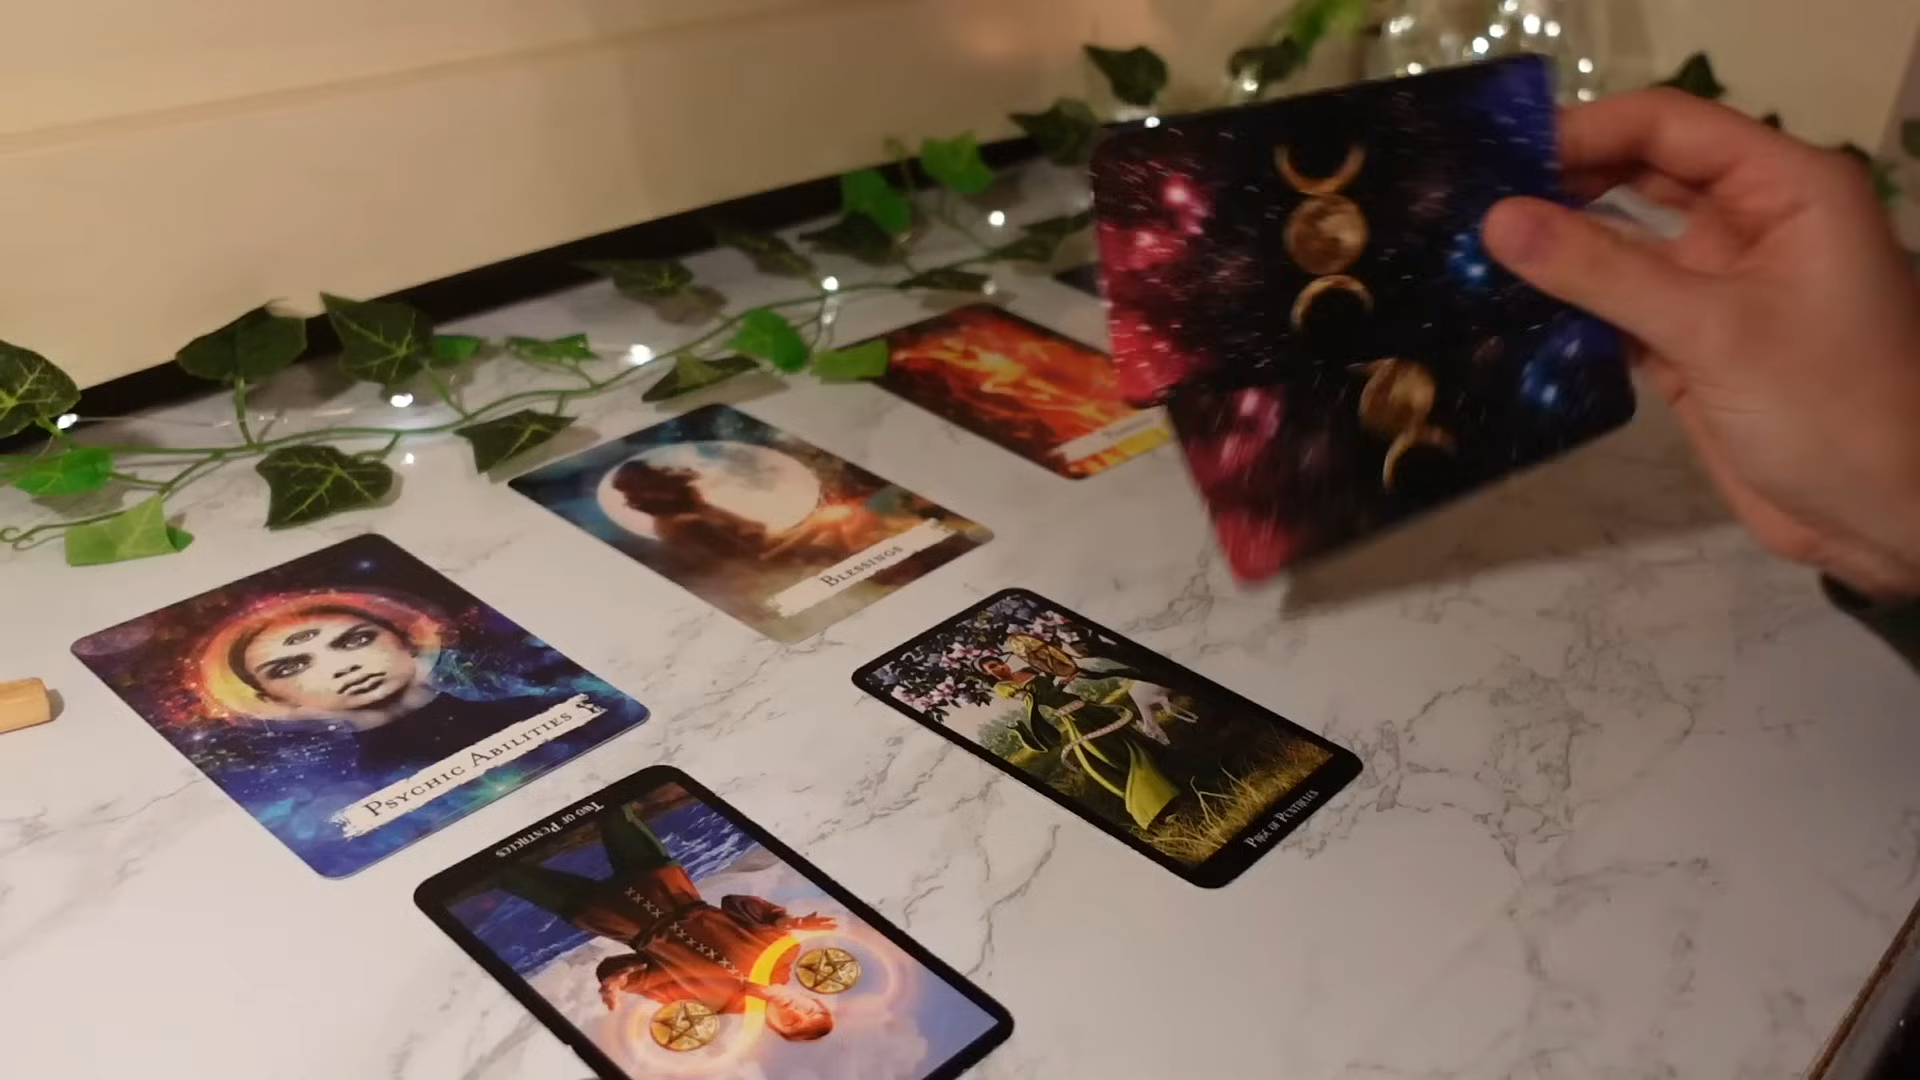 Blessings
Psychic Abilities
Two of Pentacles
Page of Pentacles